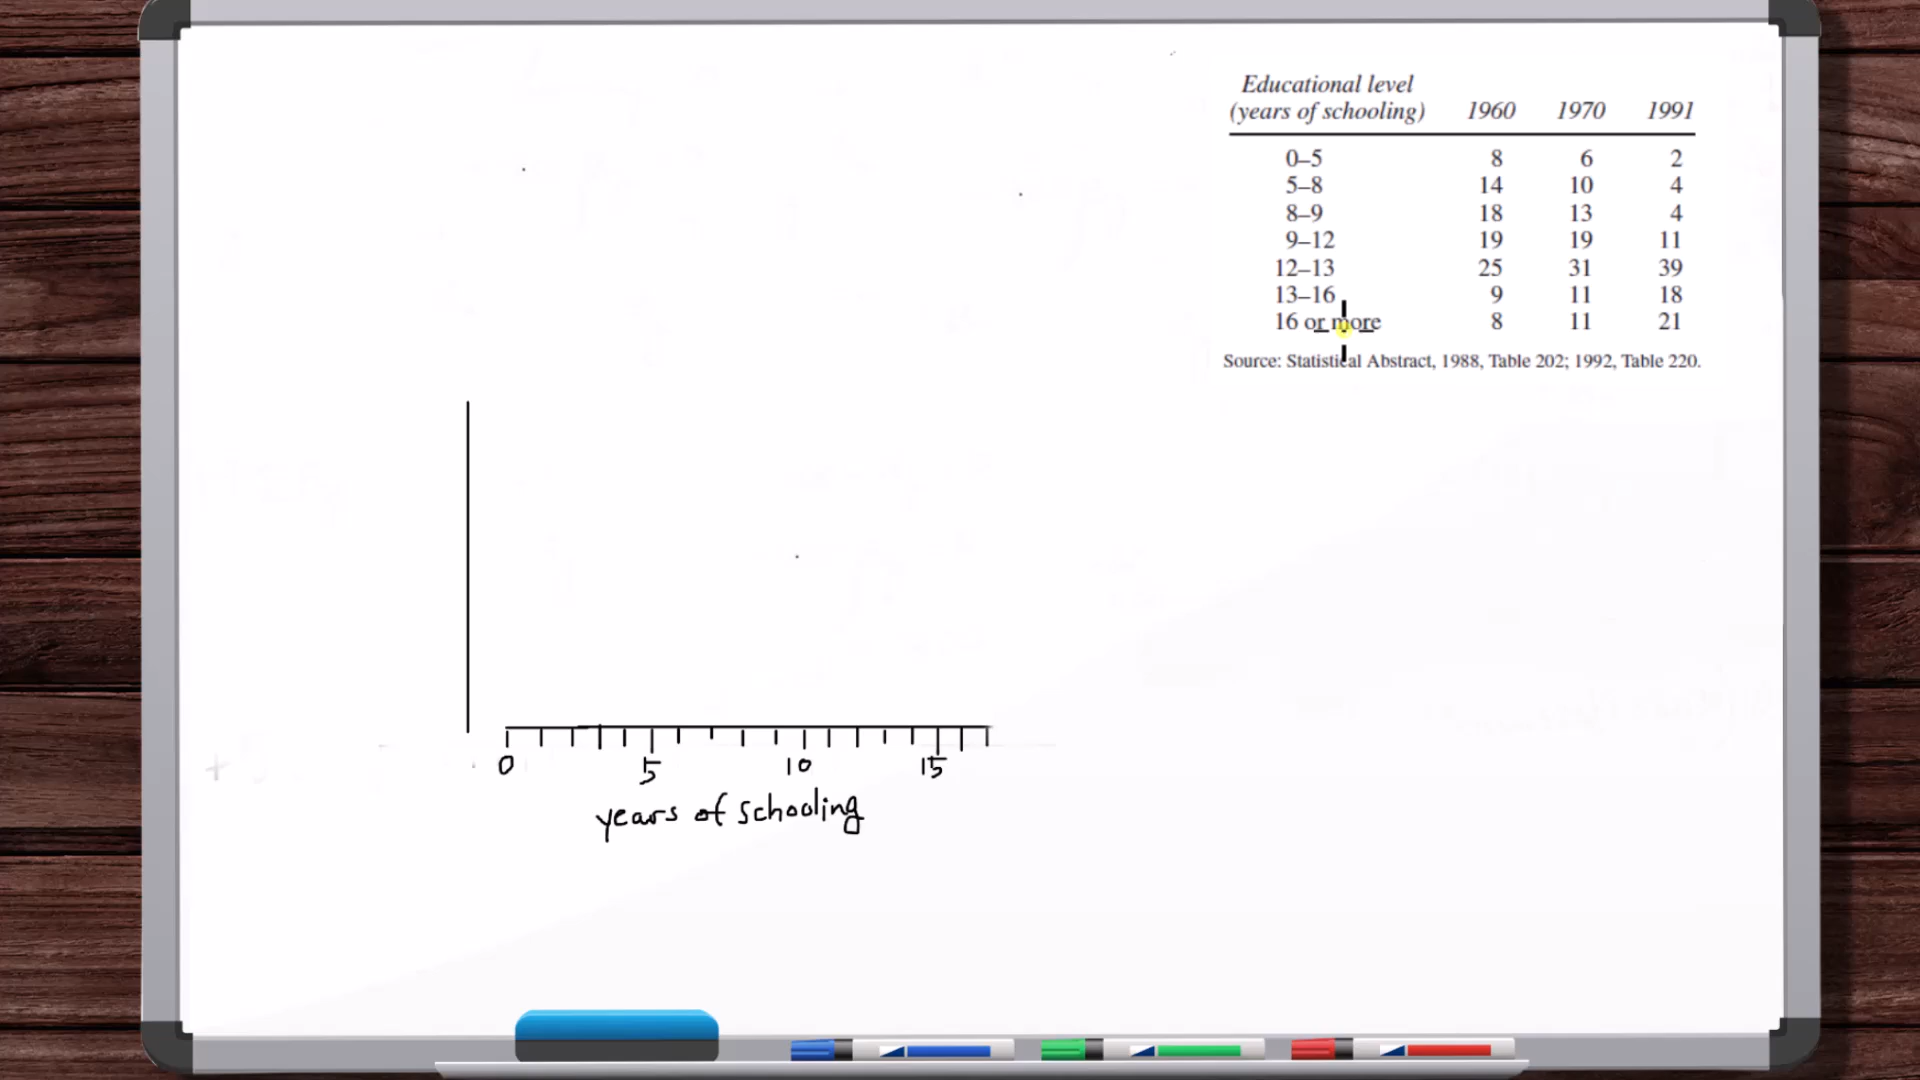 Educational level
(years of schooling) 1960 1970 1991
0–5 8 6 2
5–8 14 10 4
8–9 18 13 4
9–12 19 19 11
12–13 25 31 39
13–16 9 11 18
16 or more 8 11 21
Source: Statistical Abstract, 1988, Table 202; 1992, Table 220.
0 5 10 15
years of schooling